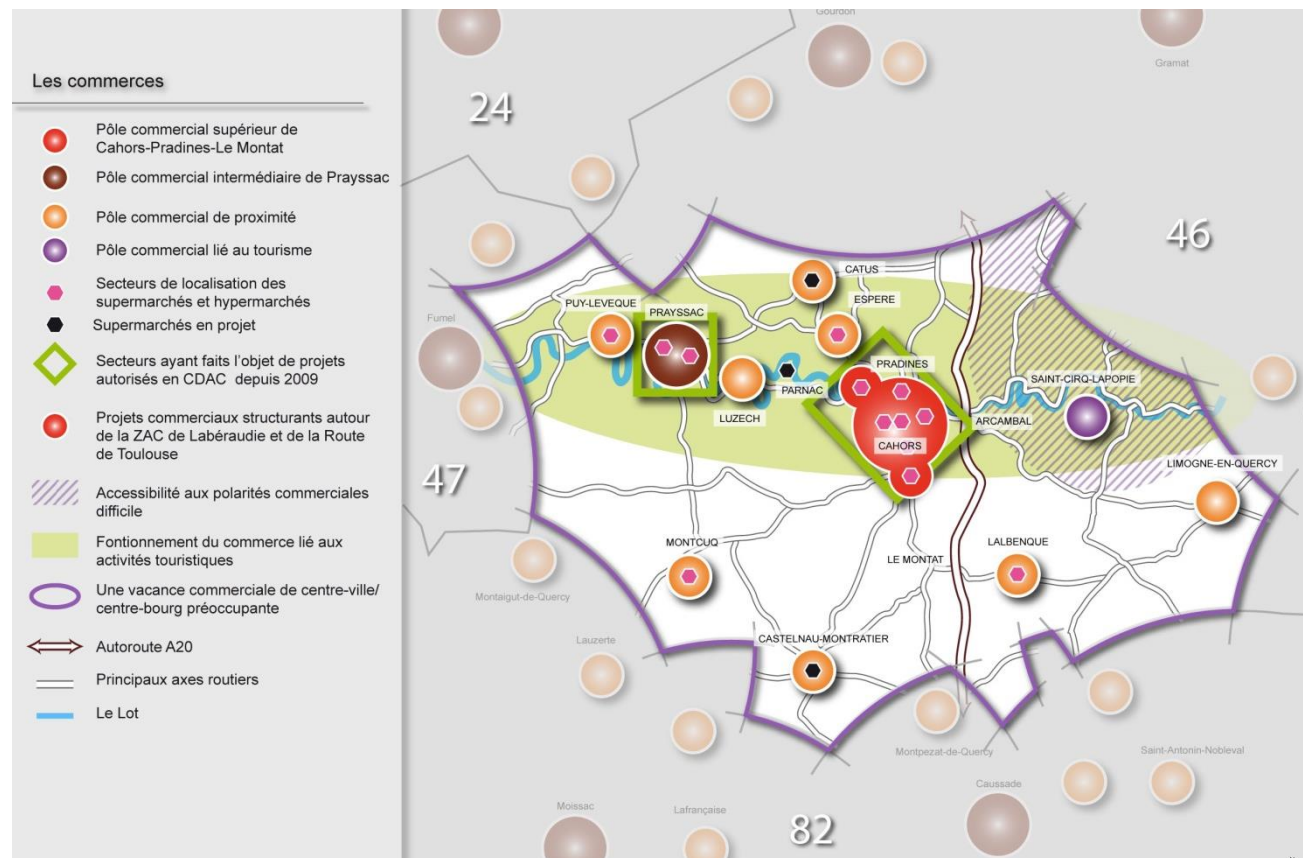 Les commerces
Pôle commercial supérieur de
Cahors-Pradines-Le Montat
Pôle commercial intermédiaire de Prayssac
Pôle commercial de proximité
Pôle commercial lié au tourisme
Secteurs de localisation des
supermarchés et hypermarchés
Supermarchés en projet
Secteurs ayant faits l'objet de projets
autorisés en CDAC depuis 2009
Projets commerciaux structurants autour
de la ZAC de Labéraudie et de la Route
de Toulouse
Accessibilité aux polarités commerciales
difficile
Fontionnement du commerce lié aux
activités touristiques
Une vacance commerciale de centre-ville/
centre-bourg préoccupante
Autoroute A20
Principaux axes routiers
Le Lot
Gourdon
Gramat
24
46
CATUS
ESPERE
PUY-LEVEQUE
PRAYSSAC
Fumel
PRADINES
SAINT-CIRQ-LAPOPIE
PARNAC
LUZECH
ARCAMBAL
CAHORS
LIMOGNE-EN-QUERCY
47
MONTCUQ
LALBENQUE
LE MONTAT
Montaigut-de-Quercy
Lauzerte
CASTELNAU-MONTRATIER
Montpezat-de-Quercy
Saint-Antonin-Nobleval
Caussade
Moissac
Lafrançaise
82